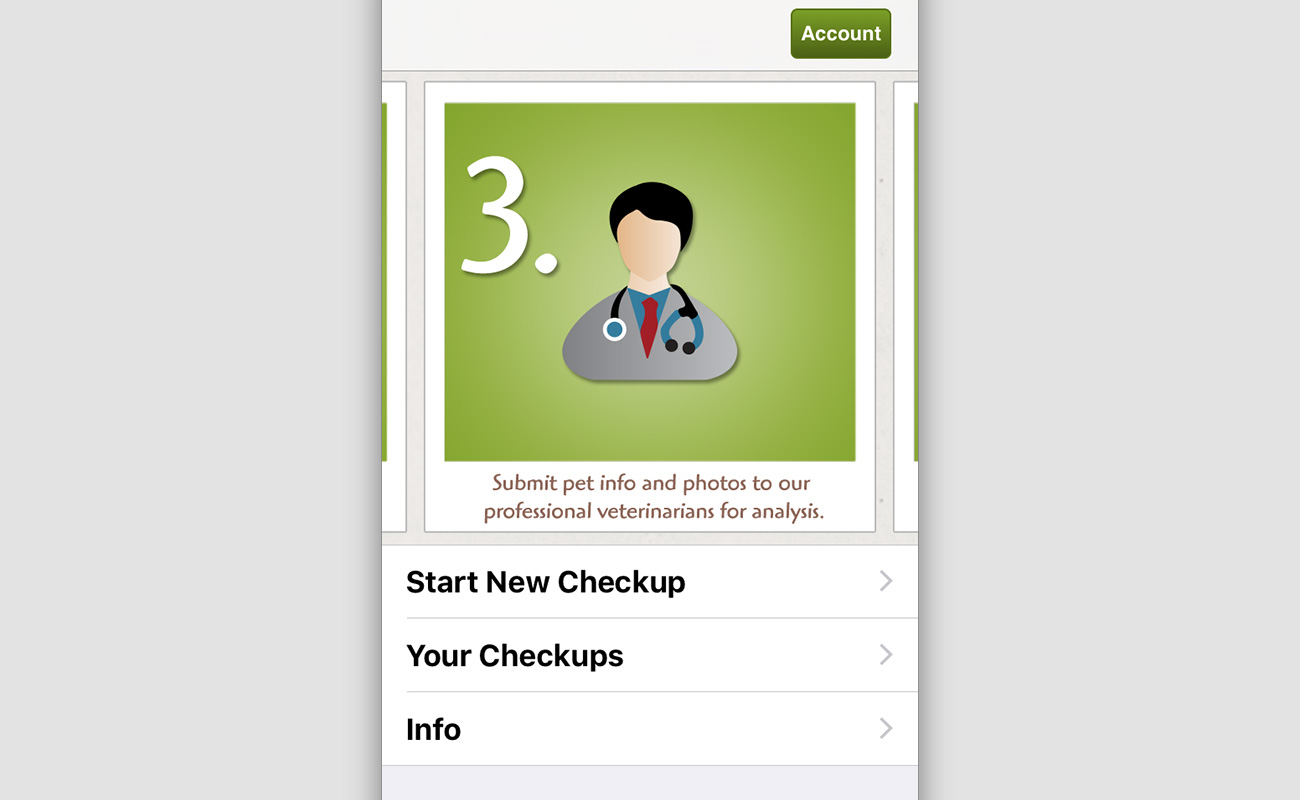 Account
3.
Submit pet info and photos to our
professional veterinarians for analysis.
Start New Checkup
Your Checkups
Info